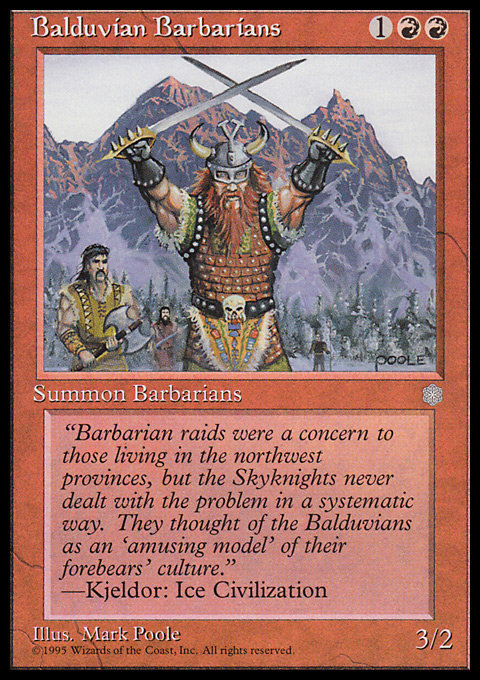 Balduvian Barbarians 1
POOLE
Summon Barbarians
“Barbarian raids were a concern to
those living in the northwest
provinces, but the Skyknights never
dealt with the problem in a systematic
way. They thought of the Balduvians
as an ‘amusing model’ of their
forebears’ culture.”
—Kjeldor: Ice Civilization
Illus. Mark Poole
©1995 Wizards of the Coast, Inc. All rights reserved.
3/2